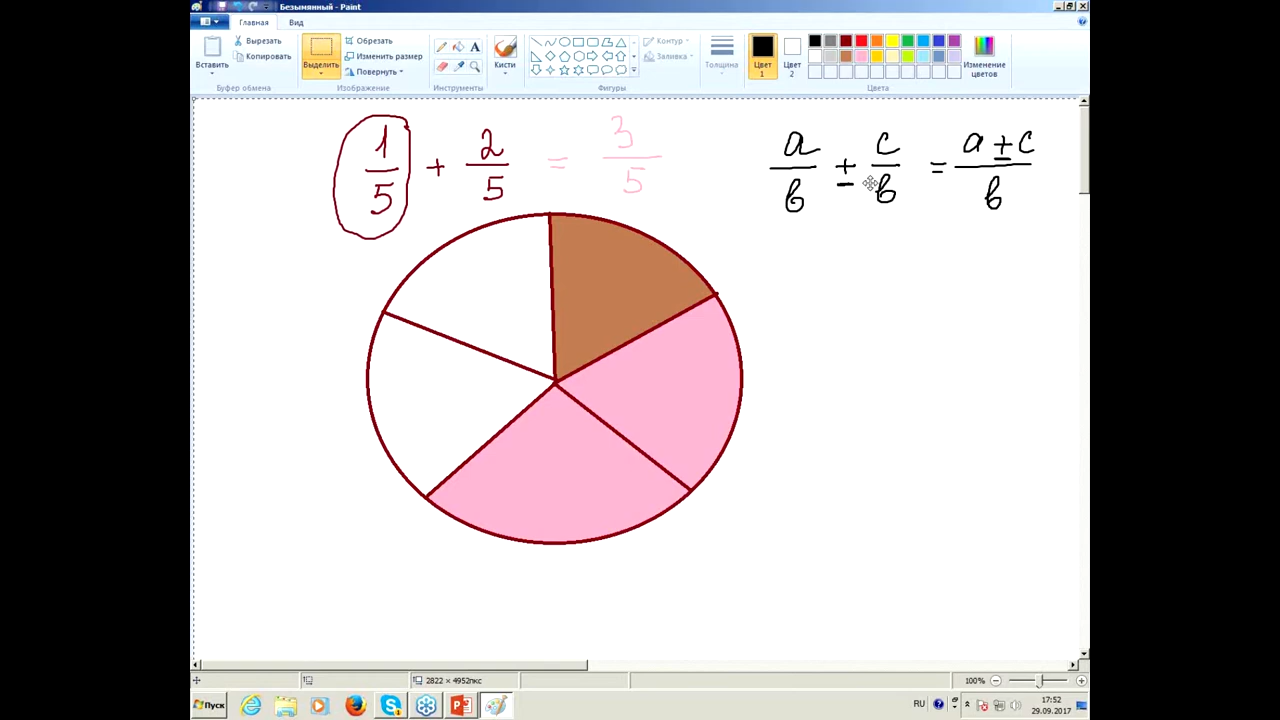 Безымянный - Paint
Главная Вид
Вставить
Вырезать
Копировать
Буфер обмена
Выделить
Обрезать
Изменить размер
Повернуть
Изображение
A
Инструменты
Кисти
Фигуры
Контур
Заливка
Толщина
Цвет 1
Цвет 2
Изменение цветов
Цвета
1/5 + 2/5 = 3/5
a/в ± c/в = a ± c/в
2822 × 4952пкс
100%
Пуск
RU
17:52
29.09.2017